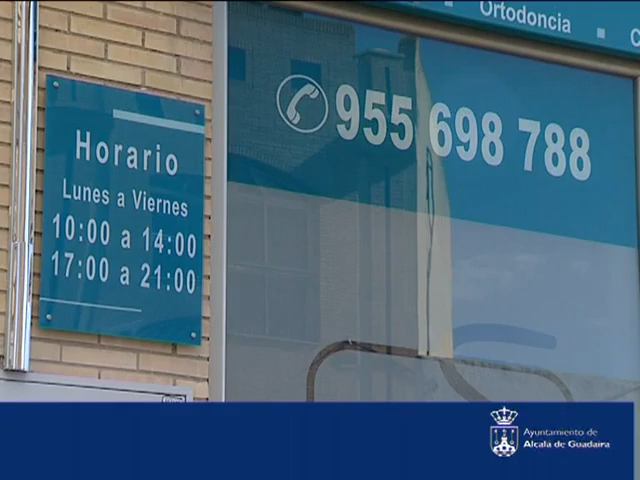 Ortodoncia
955 698 788
Horario
Lunes a Viernes
10:00 a 14:00
17:00 a 21:00
Ayuntamiento de
Alcalá de Guadaíra